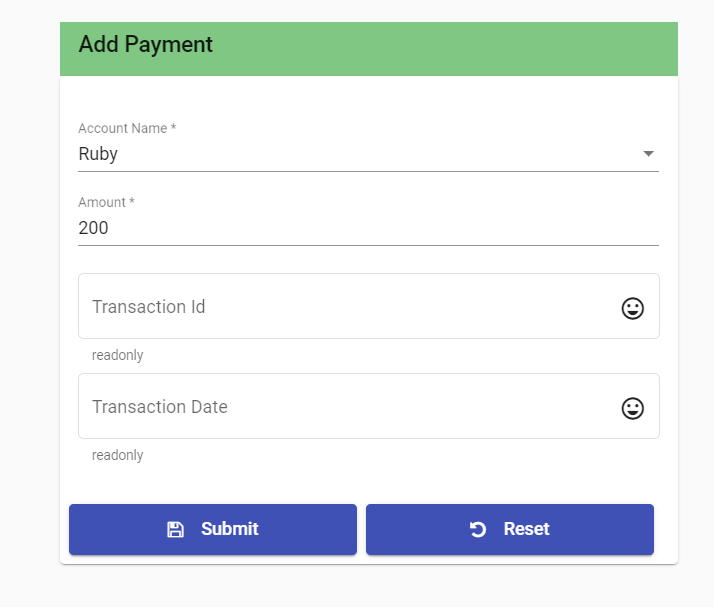 Add Payment
Account Name *
Ruby
Amount *
200
Transaction Id
readonly
Transaction Date
readonly
Submit
Reset